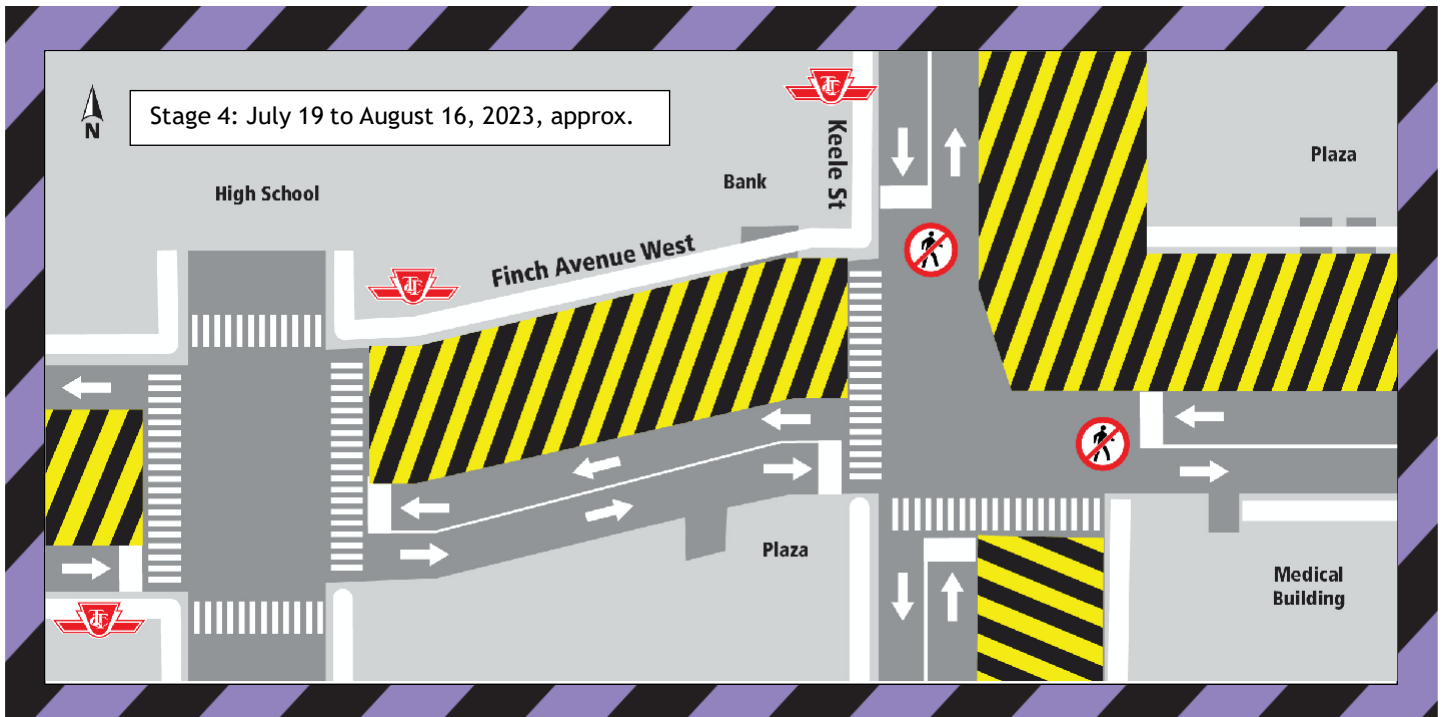 Stage 4: July 19 to August 16, 2023, approx.
N
High School
Bank
Keele St
Plaza
Finch Avenue West
Plaza
Medical
Building
TTC
TTC
TTC